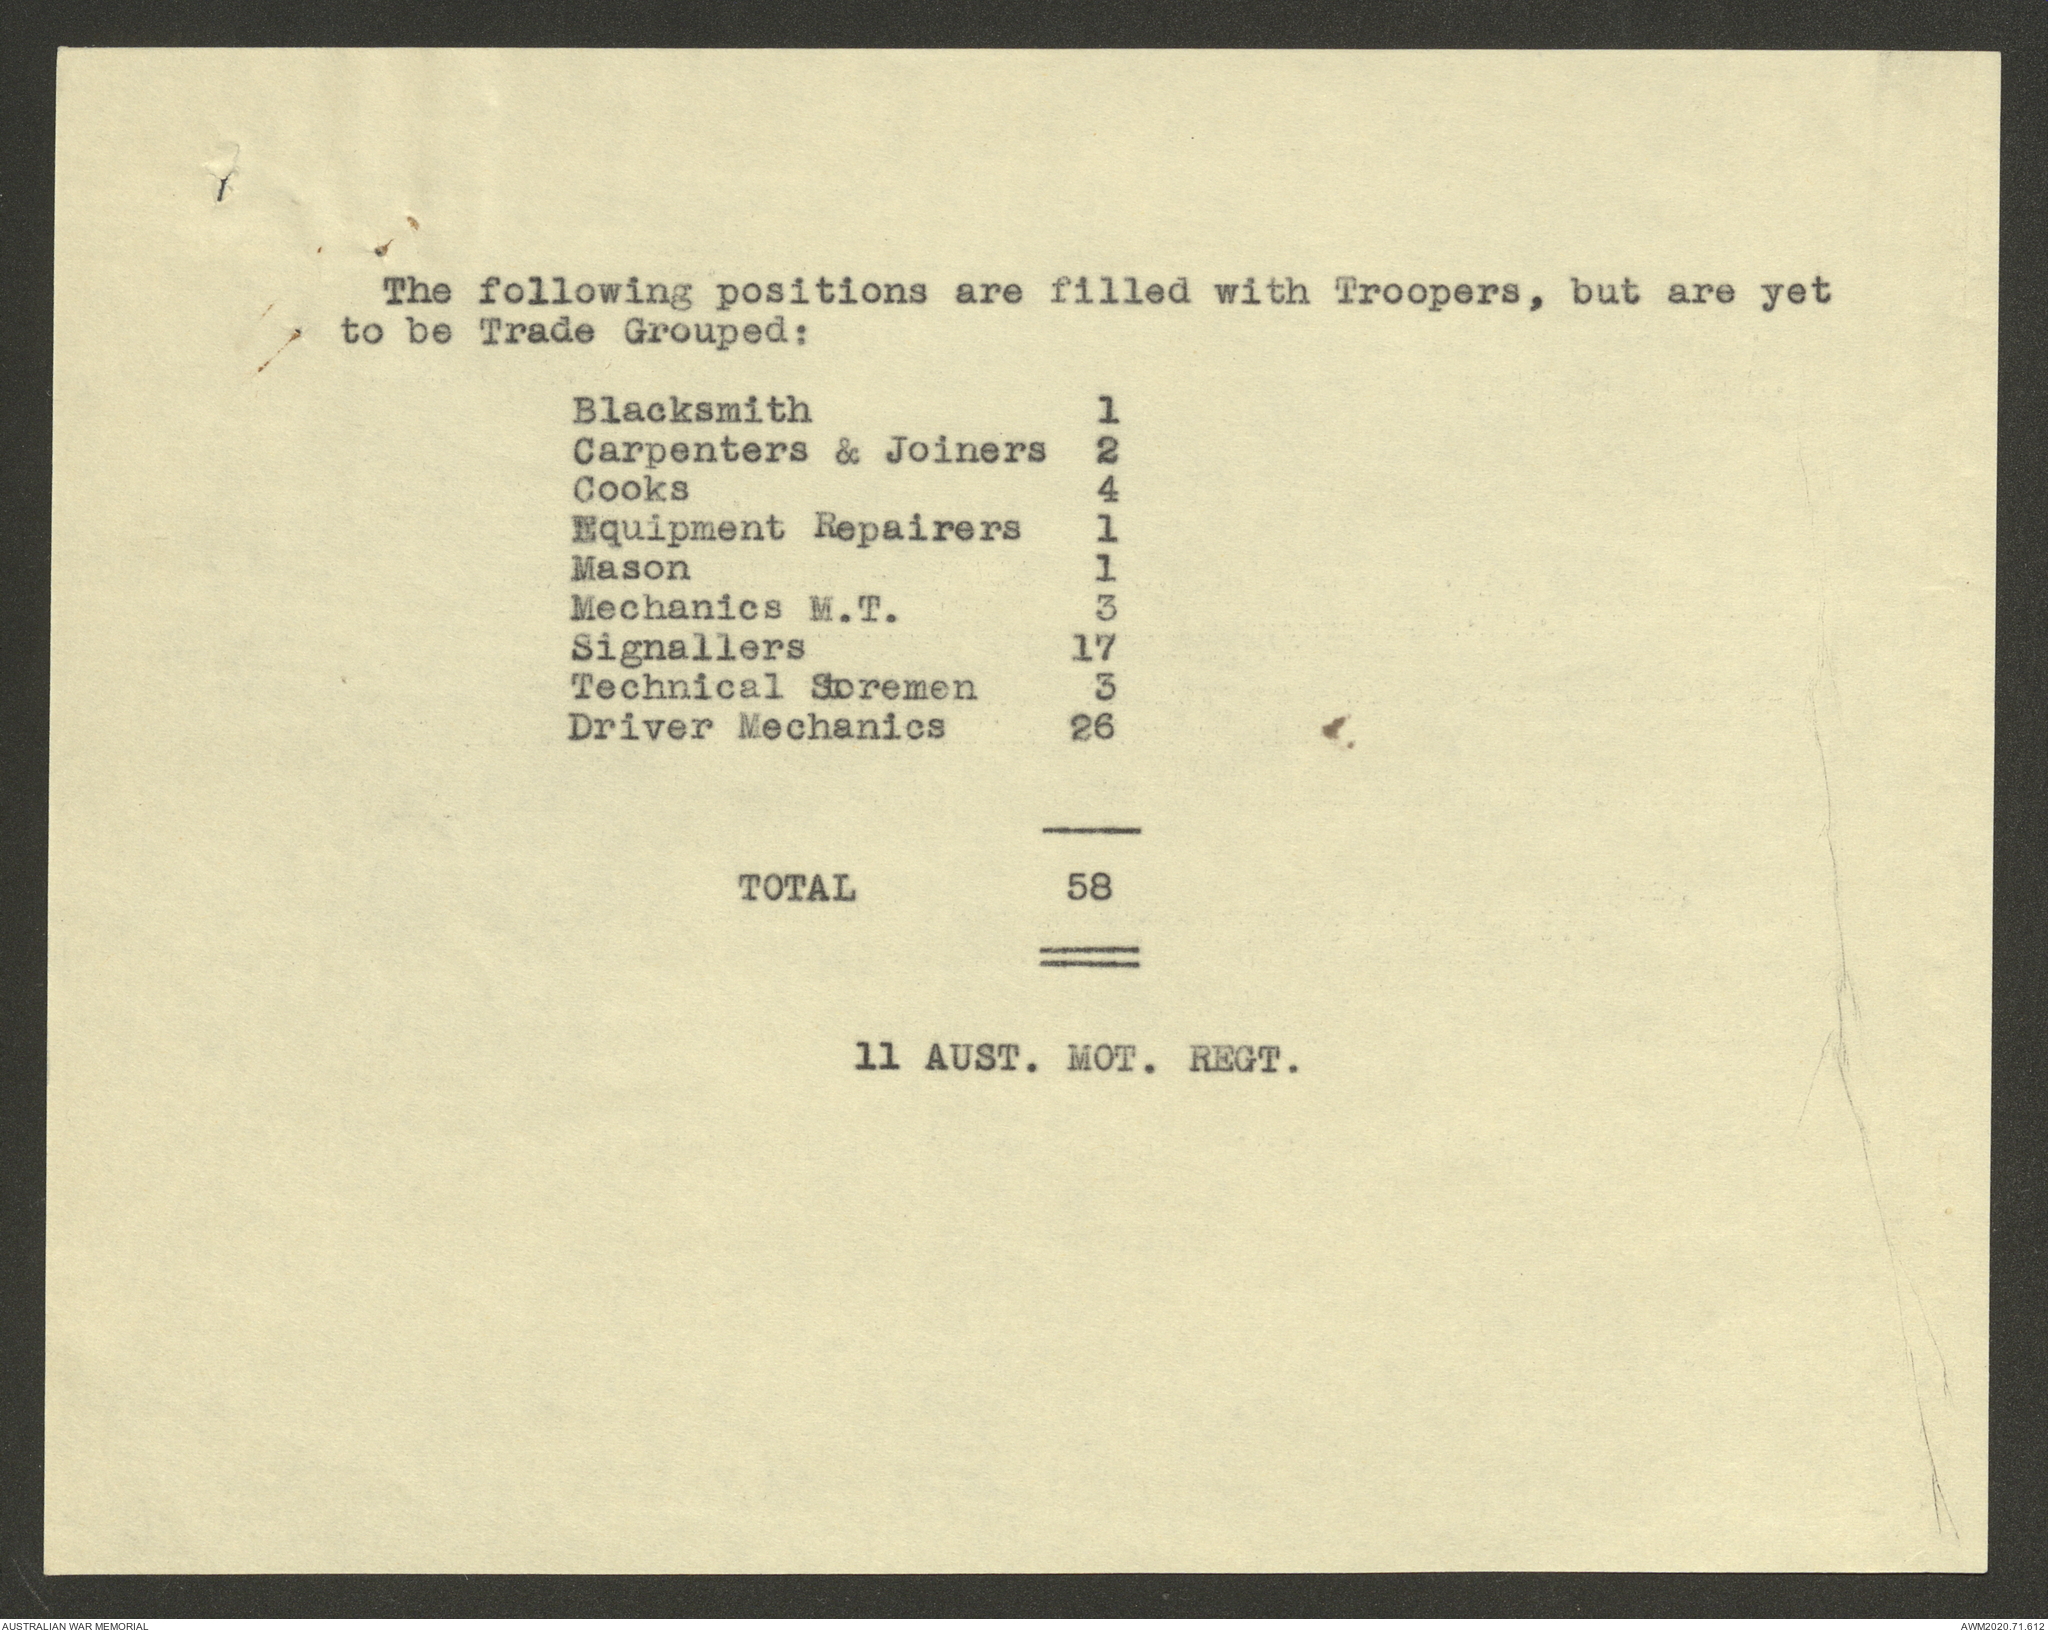 The following positions are filled with Troopers, but are yet
to be Trade Grouped:
Blacksmith 1
Carpenters & Joiners 2
Cooks 4
Equipment Repairers 1
Mason 1
Mechanics M.T. 3
Signallers 17
Technical Storemen 3
Driver Mechanics 26
TOTAL 58
11 AUST. MOT. REGT.
AUSTRALIAN WAR MEMORIAL AWM2020.71.612